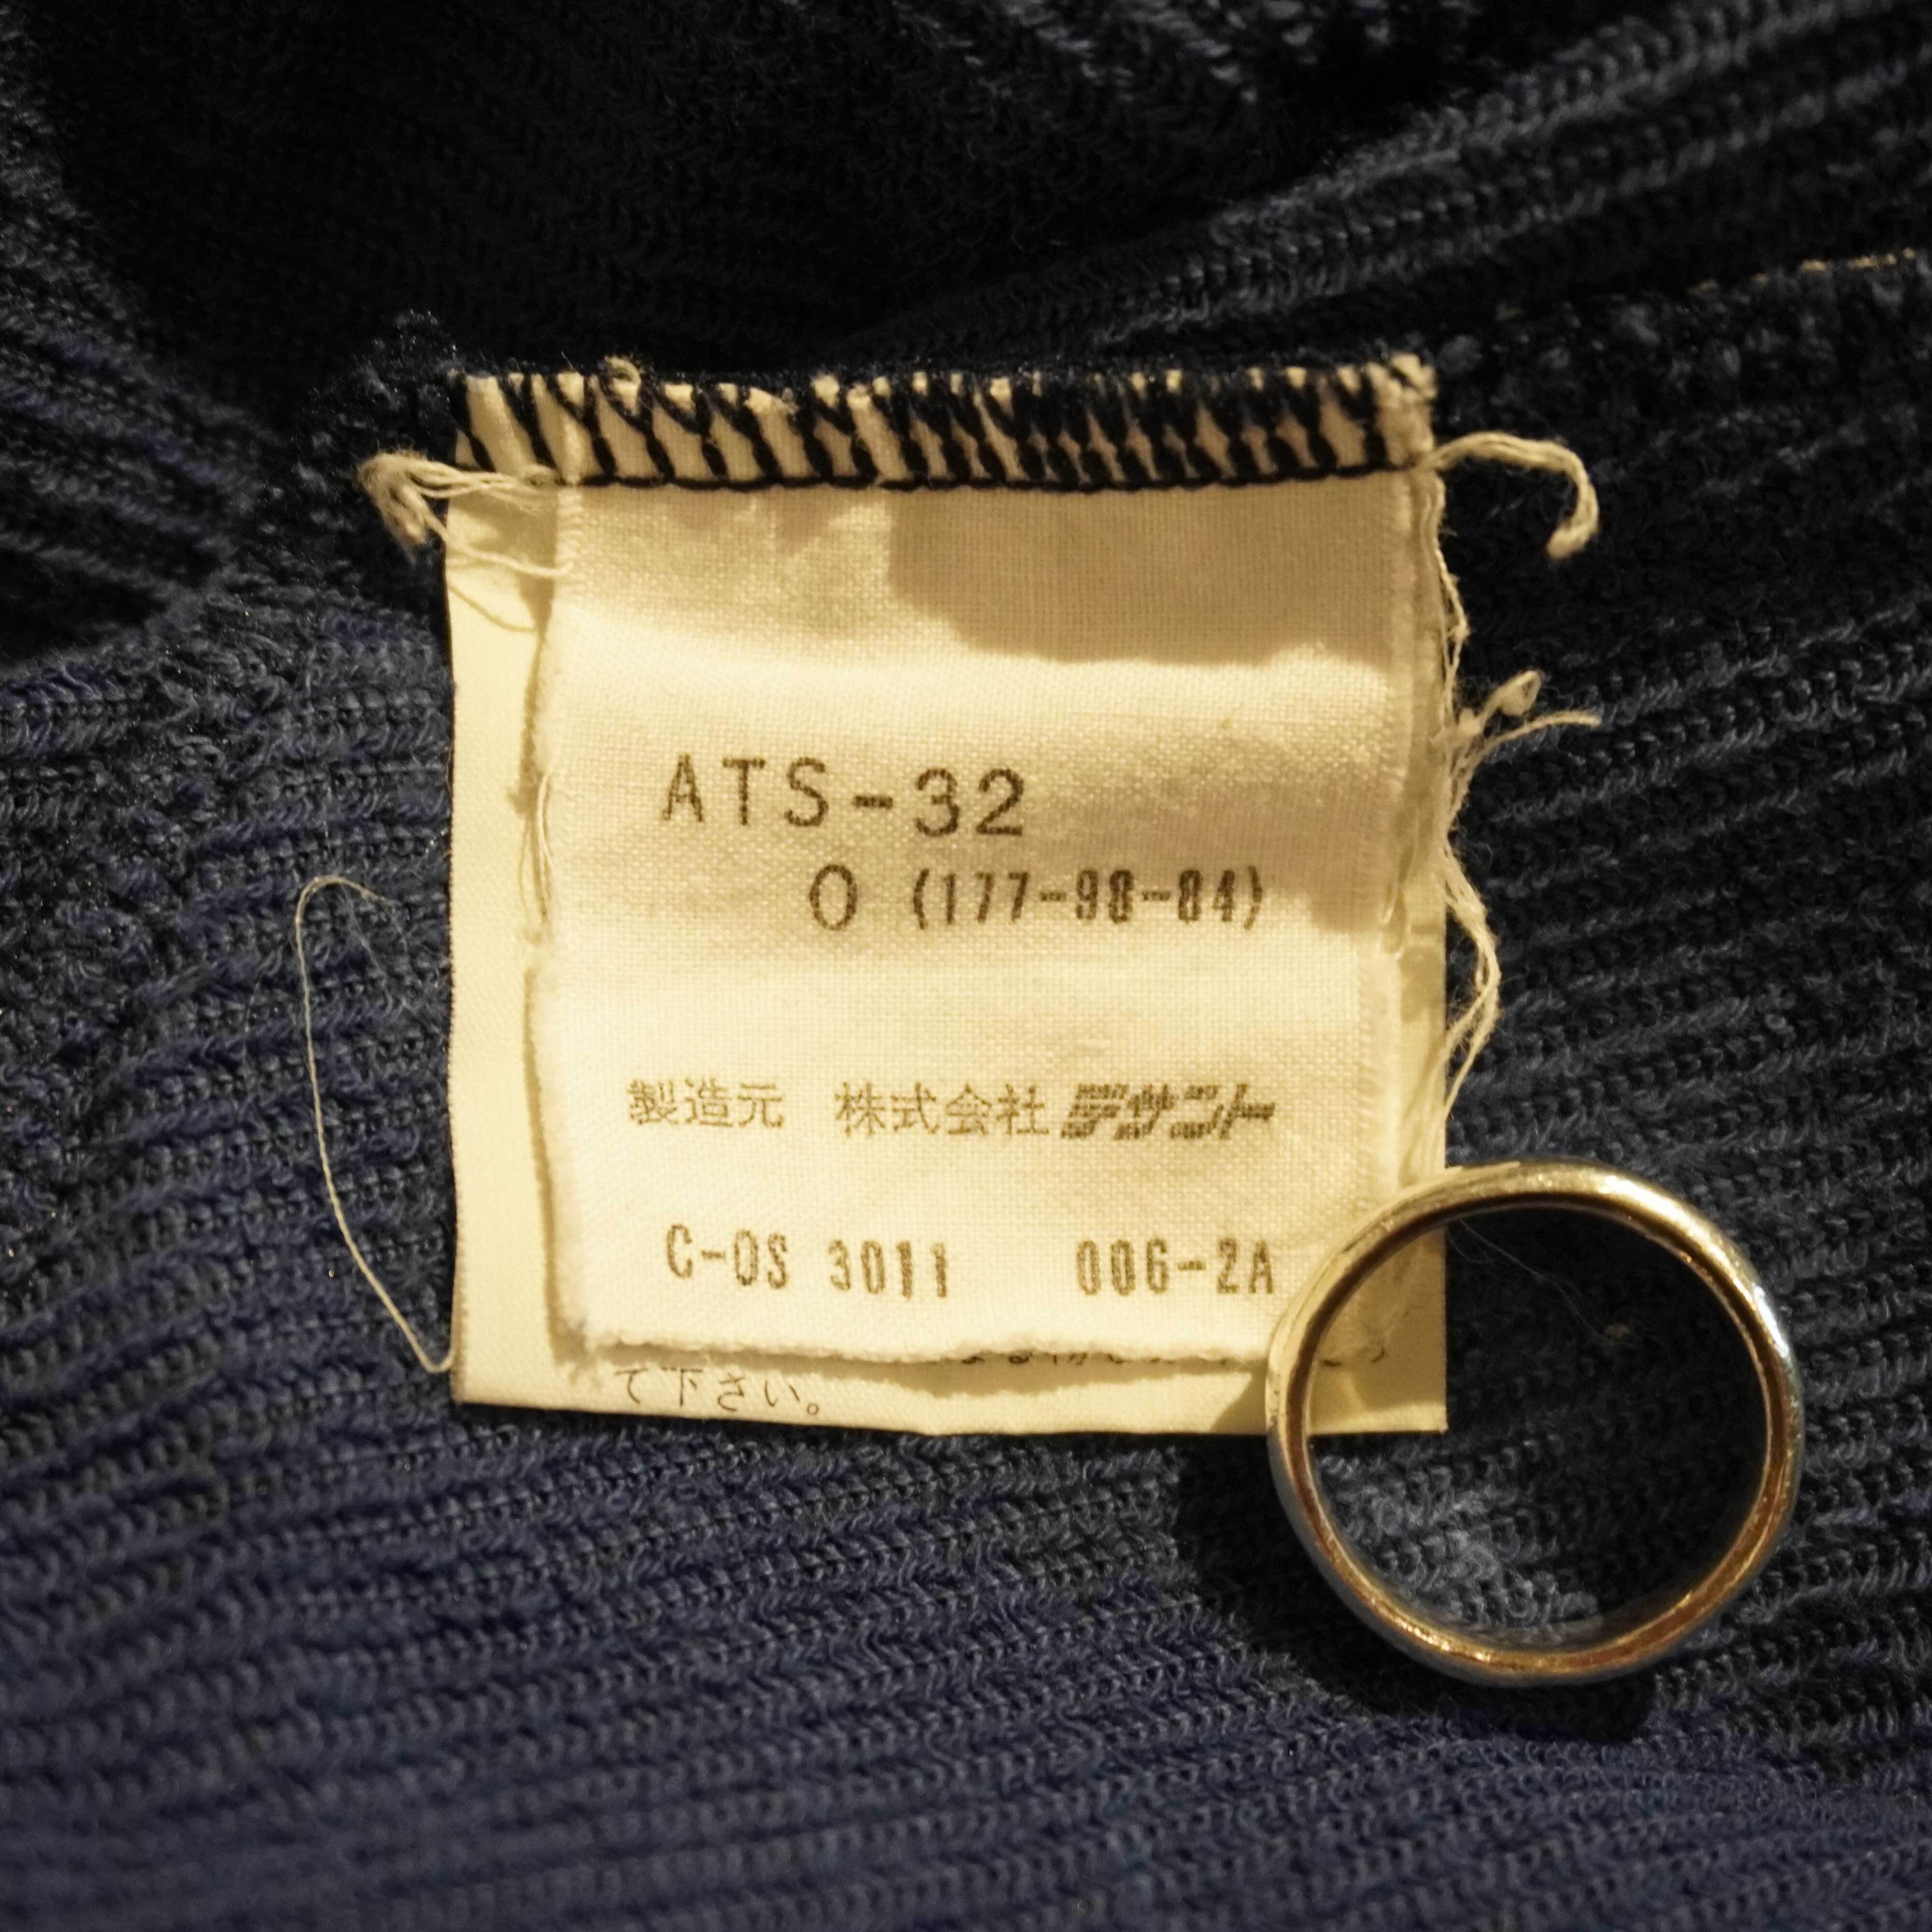 ATS-32
O (177-98-84)
製造元 株式会社デサント
C-OS 3011 006-2A
て下さい。